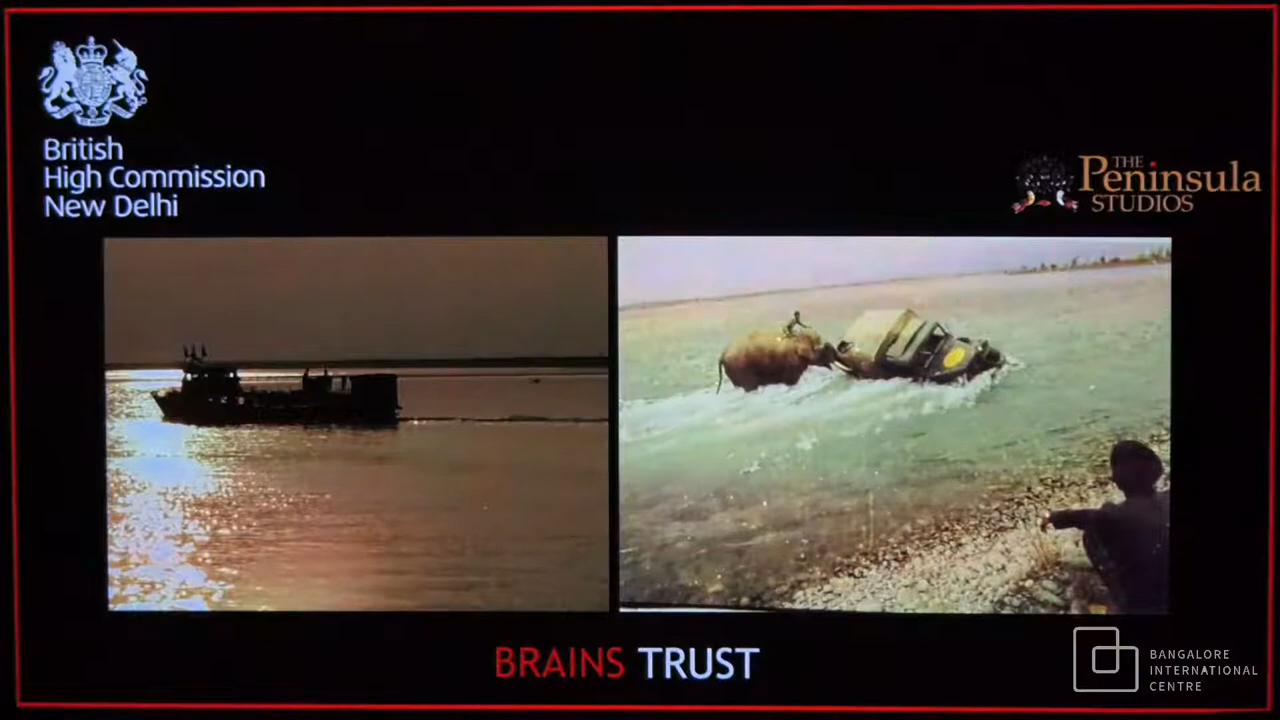 British
High Commission
New Delhi
THE
Peninsula
STUDIOS
BRAINS TRUST
BANGALORE
INTERNATIONAL
CENTRE